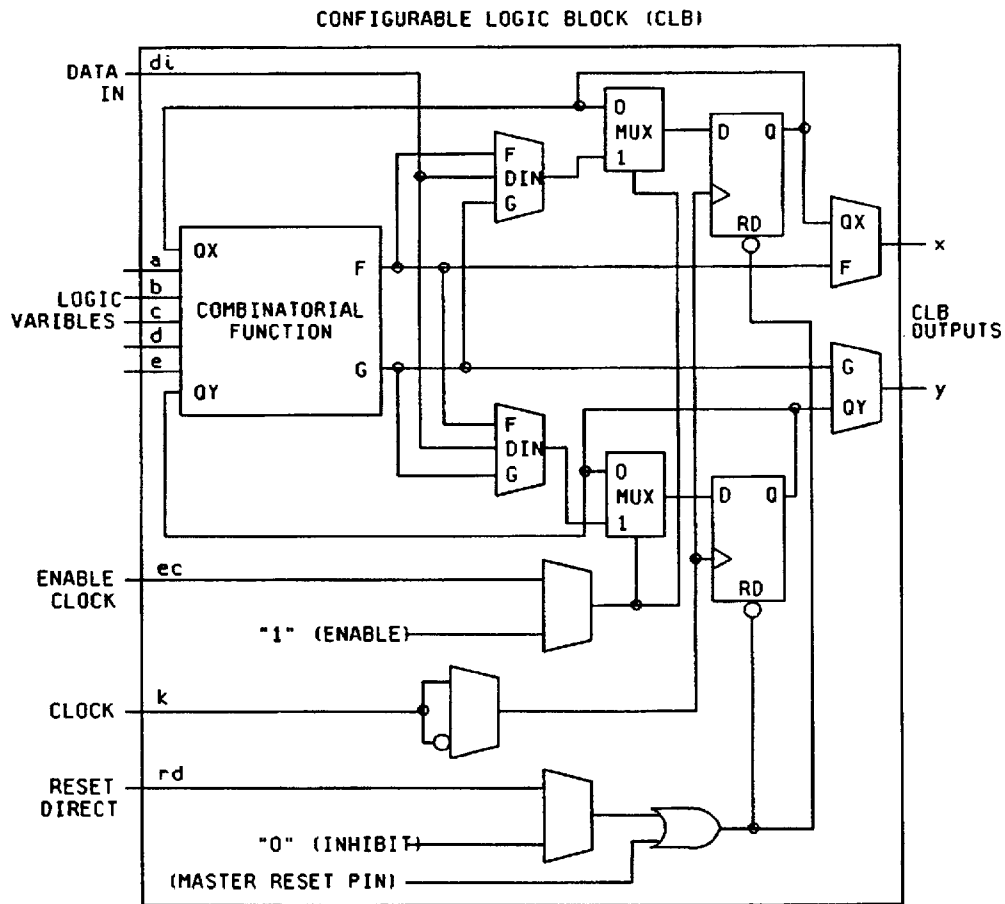 CONFIGURABLE LOGIC BLOCK (CLB)
DATA IN
di
0
MUX
1
D
Q
RD
F
DIN
G
QX
F
x
QX
F
COMBINATORIAL
FUNCTION
G
QY
a
b
c
d
e
LOGIC
VARIBLES
CLB
OUTPUTS
G
QY
y
F
DIN
G
0
MUX
1
D
Q
RD
ENABLE
CLOCK
ec
"1" (ENABLE)
CLOCK
k
RESET
DIRECT
rd
"0" (INHIBIT)
(MASTER RESET PIN)